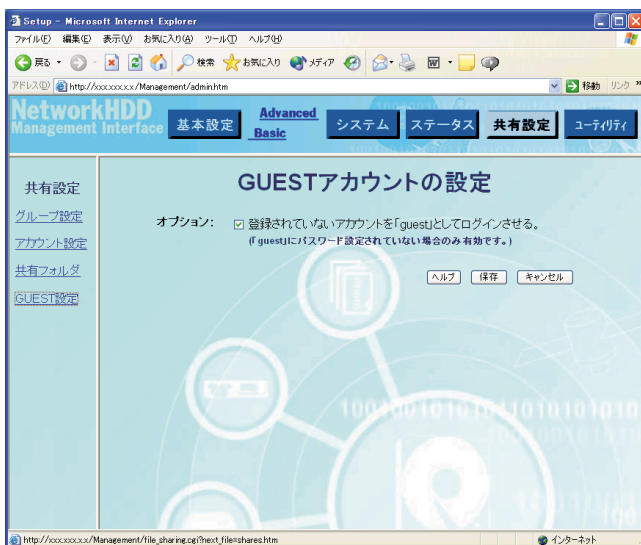 Setup - Microsoft Internet Explorer
ファイル(F) 編集(E) 表示(V) お気に入り(A) ツール(T) ヘルプ(H)
戻る 検索 お気に入り メディア
アドレス(D) http://xxx.xxx.x.x/Management/admin.htm 移動 リンク »
NetworkHDD
Management Interface
基本設定
Advanced
Basic
システム
ステータス
共有設定
ユーティリティ
共有設定
グループ設定
アカウント設定
共有フォルダ
GUEST設定
GUESTアカウントの設定
オプション: 登録されていないアカウントを「guest」としてログインさせる。
(「guest」にパスワード設定されていない場合のみ有効です。)
ヘルプ 保存 キャンセル
http://xxx.xxx.x.x/Management/file_sharing.cgi?next_file=shares.htm
インターネット